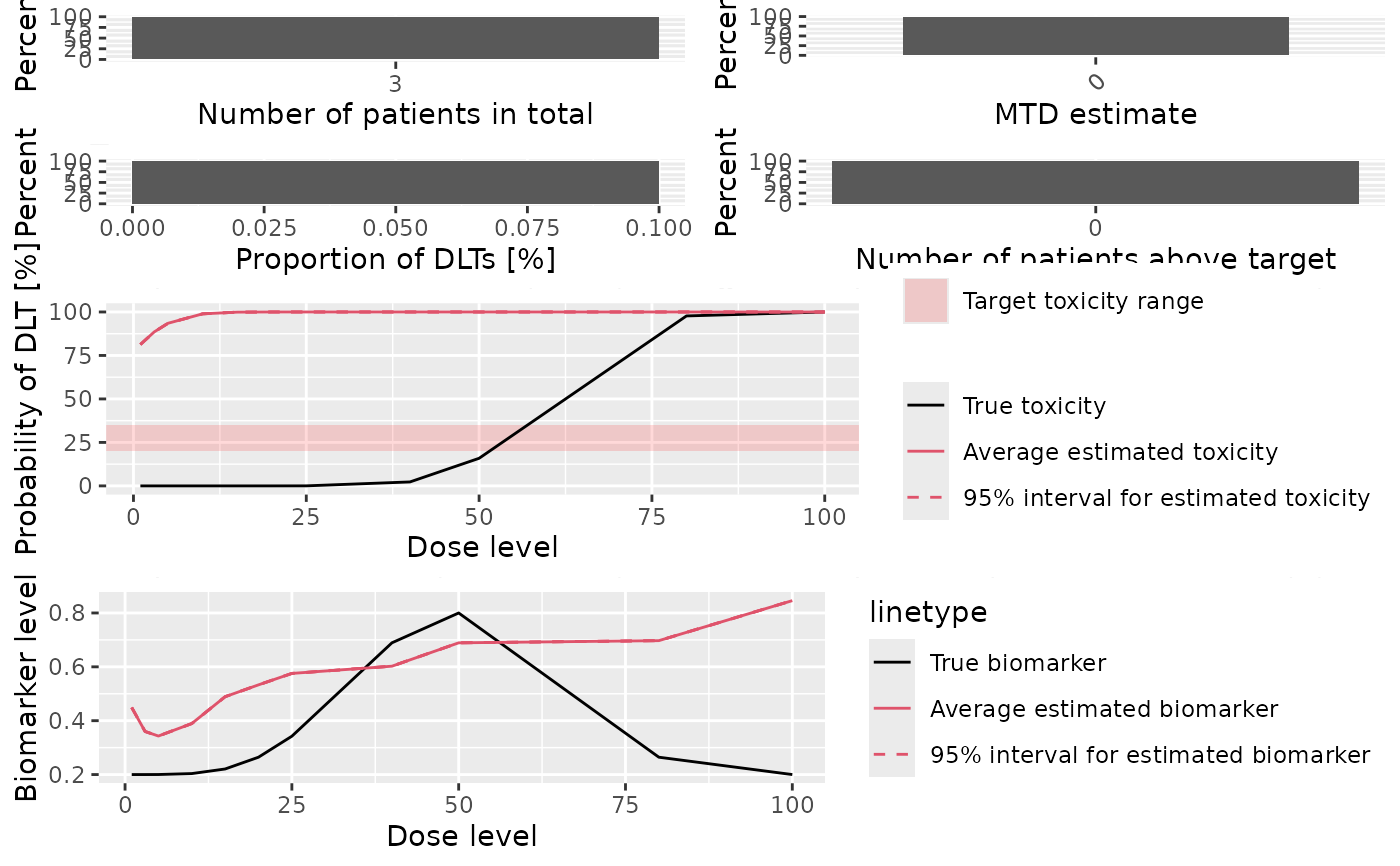 Percen
100
75
50
25
0
3
Number of patients in total
Percen
100
75
50
25
0
0
MTD estimate
Percent
100
75
50
25
0
0.000 0.025 0.050 0.075 0.100
Proportion of DLTs [%]
Percent
100
75
50
25
0
0
Number of patients above target
Probability of DLT [%]
100
75
50
25
0
0 25 50 75 100
Dose level
Target toxicity range
True toxicity
Average estimated toxicity
95% interval for estimated toxicity
Biomarker level
0.8
0.6
0.4
0.2
0 25 50 75 100
Dose level
linetype
True biomarker
Average estimated biomarker
95% interval for estimated biomarker